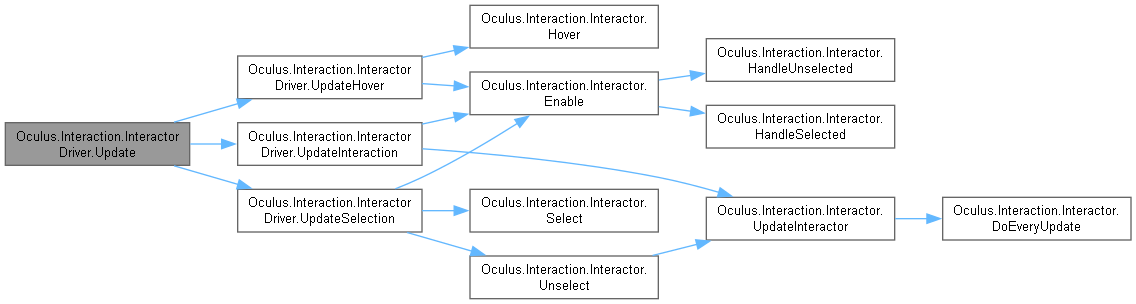 Oculus.Interaction.Interactor
Driver.Update
Oculus.Interaction.Interactor
Driver.UpdateHover
Oculus.Interaction.Interactor
Driver.UpdateInteraction
Oculus.Interaction.Interactor
Driver.UpdateSelection
Oculus.Interaction.Interactor.
Hover
Oculus.Interaction.Interactor.
Enable
Oculus.Interaction.Interactor.
Select
Oculus.Interaction.Interactor.
Unselect
Oculus.Interaction.Interactor.
HandleUnselected
Oculus.Interaction.Interactor.
HandleSelected
Oculus.Interaction.Interactor.
UpdateInteractor
Oculus.Interaction.Interactor.
DoEveryUpdate